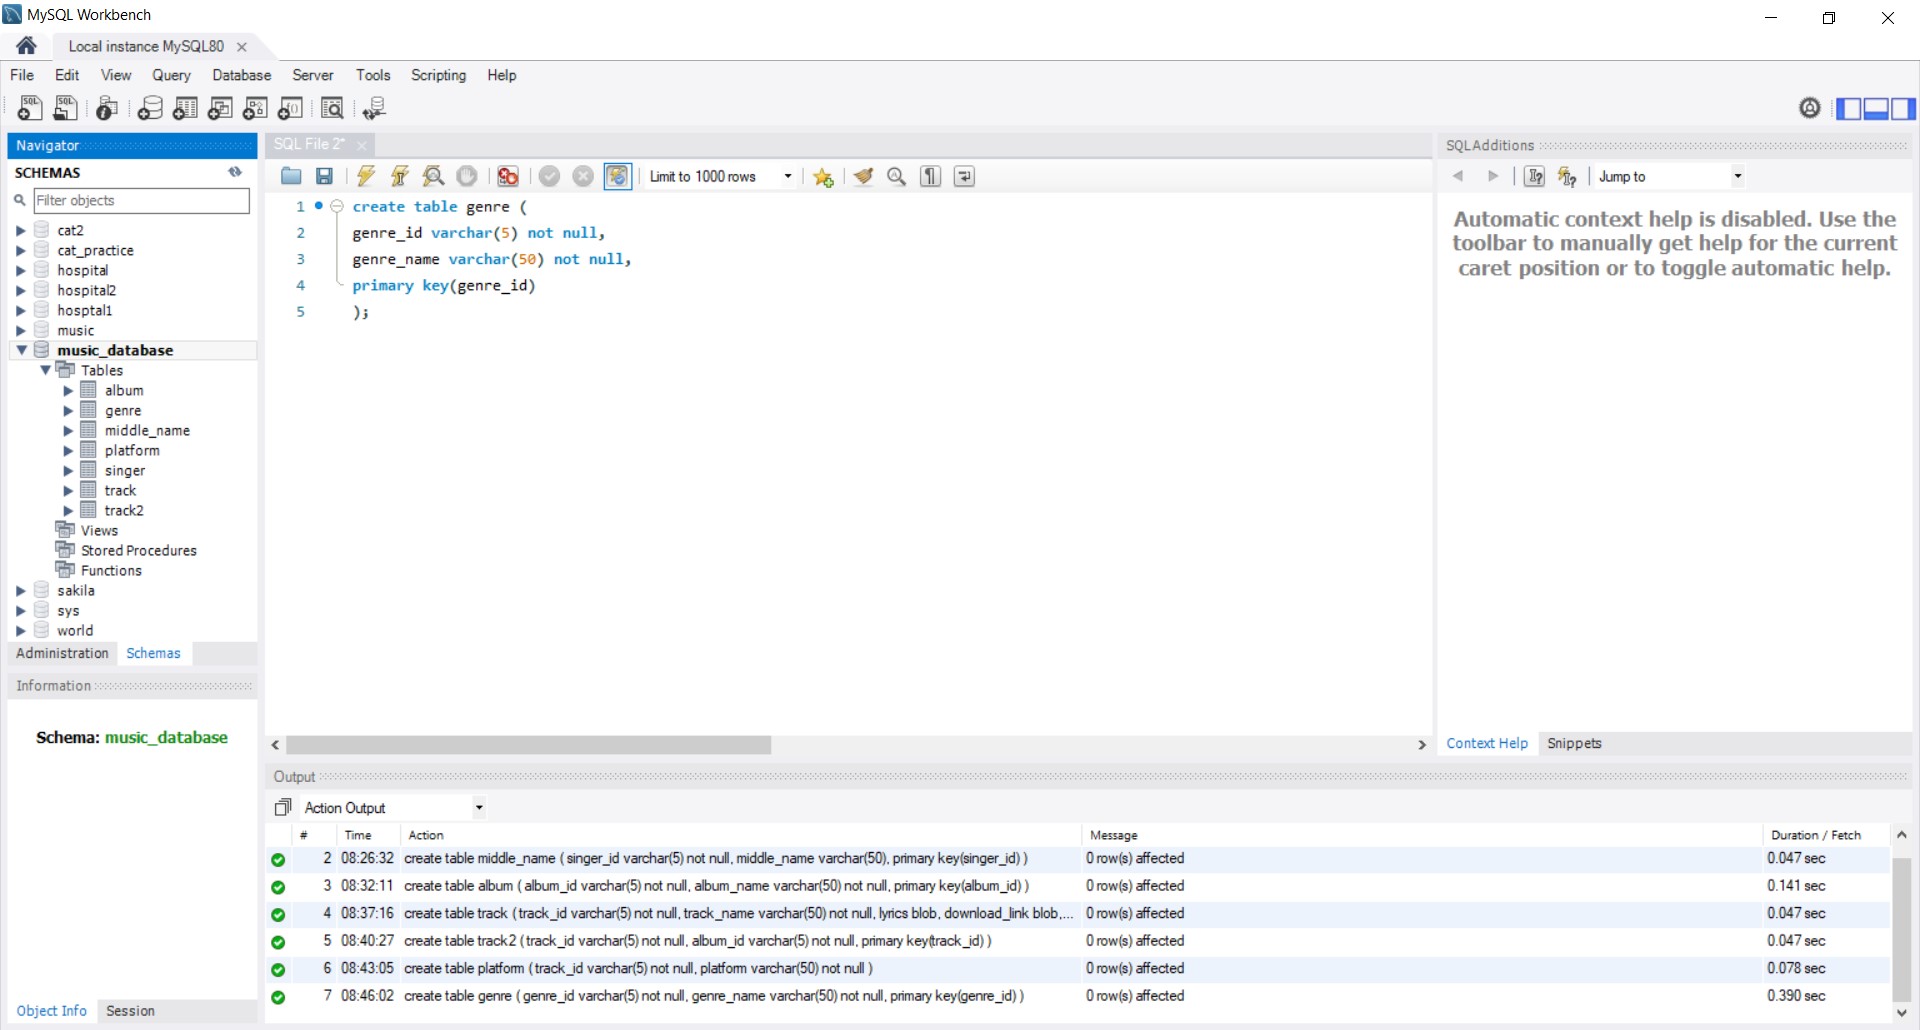 MySQL Workbench
Local instance MySQL80
File Edit View Query Database Server Tools Scripting Help
Navigator
SCHEMAS
Filter objects
cat2
cat_practice
hospital
hospital2
hosptal1
music
music_database
Tables
album
genre
middle_name
platform
singer
track
track2
Views
Stored Procedures
Functions
sakila
sys
world
Administration Schemas
Information
Schema: music_database
Object Info Session
SQL File 2*
Limit to 1000 rows
1 create table genre (
2 genre_id varchar(5) not null,
3 genre_name varchar(50) not null,
4 primary key(genre_id)
5 );
SQLAdditions
Jump to
Automatic context help is disabled. Use the
toolbar to manually get help for the current
caret position or to toggle automatic help.
Context Help Snippets
Output
Action Output
# Time Action Message Duration / Fetch
2 08:26:32 create table middle_name ( singer_id varchar(5) not null, middle_name varchar(50), primary key(singer_id) ) 0 row(s) affected 0.047 sec
3 08:32:11 create table album ( album_id varchar(5) not null, album_name varchar(50) not null, primary key(album_id) ) 0 row(s) affected 0.141 sec
4 08:37:16 create table track ( track_id varchar(5) not null, track_name varchar(50) not null, lyrics blob, download_link blob,... 0 row(s) affected 0.047 sec
5 08:40:27 create table track2 ( track_id varchar(5) not null, album_id varchar(5) not null, primary key(track_id) ) 0 row(s) affected 0.047 sec
6 08:43:05 create table platform ( track_id varchar(5) not null, platform varchar(50) not null ) 0 row(s) affected 0.078 sec
7 08:46:02 create table genre ( genre_id varchar(5) not null, genre_name varchar(50) not null, primary key(genre_id) ) 0 row(s) affected 0.390 sec